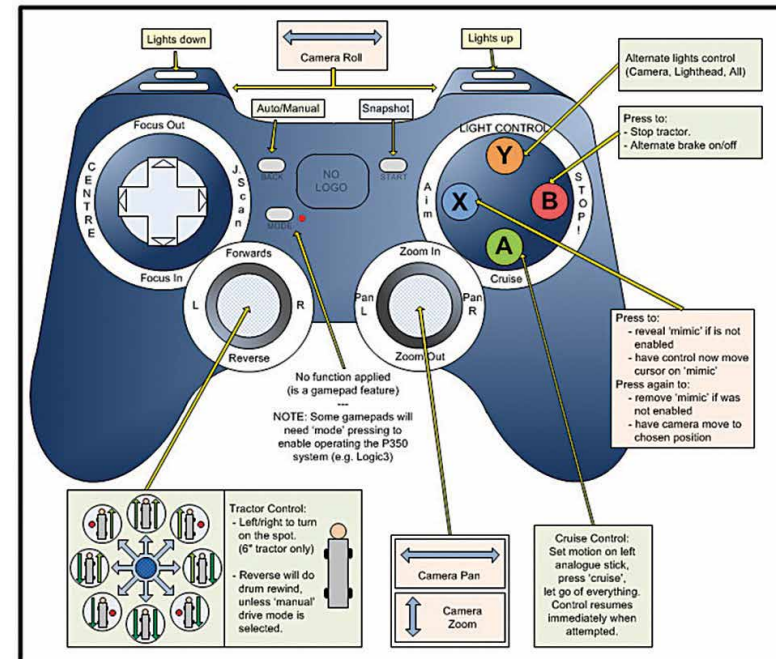 Lights down
Camera Roll
Lights up
Alternate lights control
(Camera, Lighthead, All)
Auto/Manual
Snapshot
Press to:
- Stop tractor.
- Alternate brake on/off
Focus Out
CENTRE
J.Scan
Focus In
BACK
NO
LOGO
START
MODE
LIGHT CONTROL
Y
X
B
A
Aim
STOP!
Cruise
Forwards
L
R
Reverse
Zoom In
Pan
L
Pan
R
Zoom Out
Press to:
- reveal 'mimic' if is not
enabled
- have control now move
cursor on 'mimic'
Press again to:
- remove 'mimic' if was
not enabled
- have camera move to
chosen position
No function applied
(is a gamepad feature)
---
NOTE: Some gamepads will
need 'mode' pressing to
enable operating the P350
system (e.g. Logic3)
Tractor Control:
- Left/right to turn
on the spot.
(6" tractor only)
- Reverse will do
drum rewind,
unless 'manual'
drive mode is
selected.
Camera Pan
Camera
Zoom
Cruise Control:
Set motion on left
analogue stick,
press 'cruise',
let go of everything.
Control resumes
immediately when
attempted.